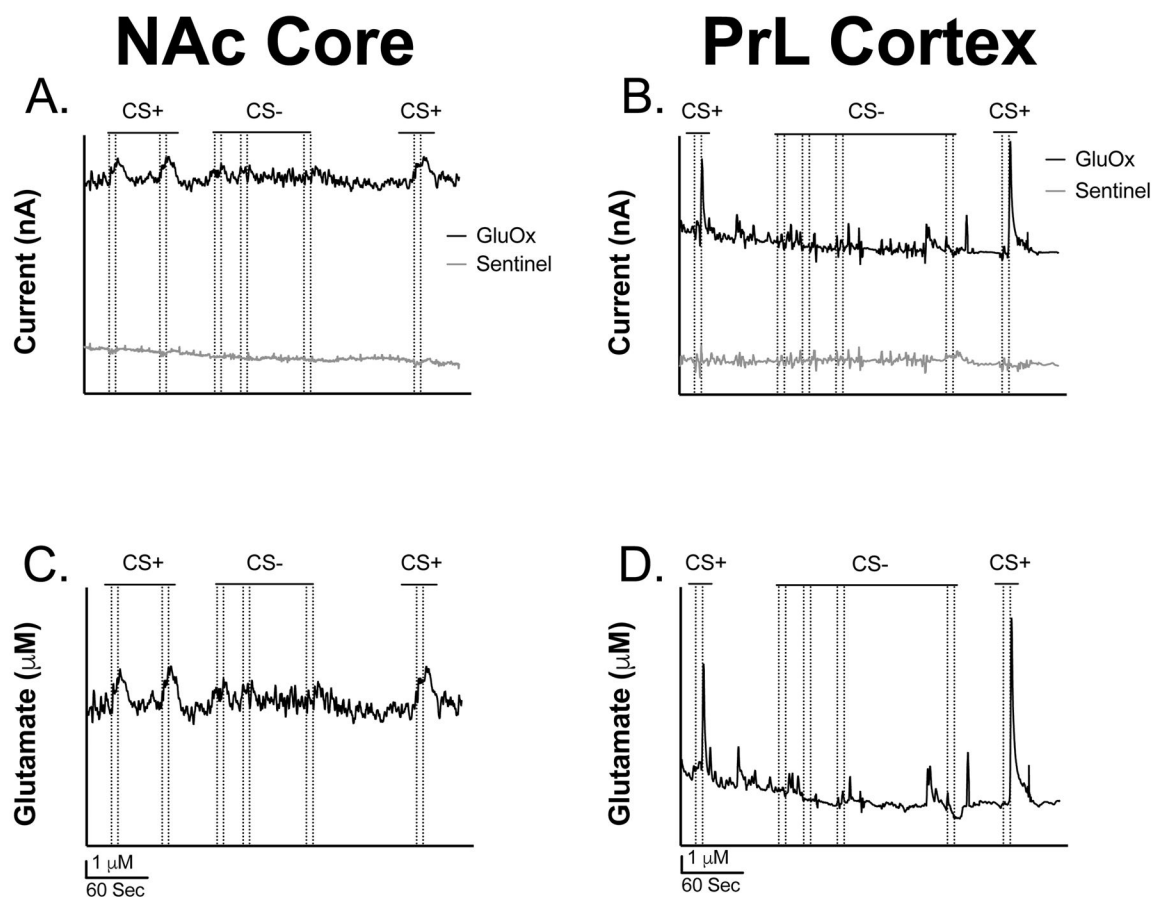 NAc Core
PrL Cortex
A.
CS+
CS-
CS+
Current (nA)
GluOx
Sentinel
B.
CS+
CS-
CS+
Current (nA)
GluOx
Sentinel
C.
CS+
CS-
CS+
Glutamate (μM)
1 μM
60 Sec
D.
CS+
CS-
CS+
Glutamate (μM)
1 μM
60 Sec